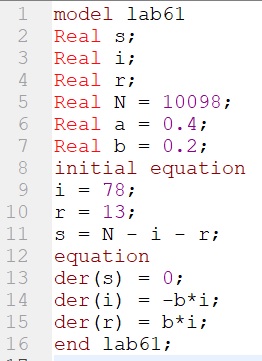 1 model lab61
2 Real s;
3 Real i;
4 Real r;
5 Real N = 10098;
6 Real a = 0.4;
7 Real b = 0.2;
8 initial equation
9 i = 78;
10 r = 13;
11 s = N - i - r;
12 equation
13 der(s) = 0;
14 der(i) = -b*i;
15 der(r) = b*i;
16 end lab61;